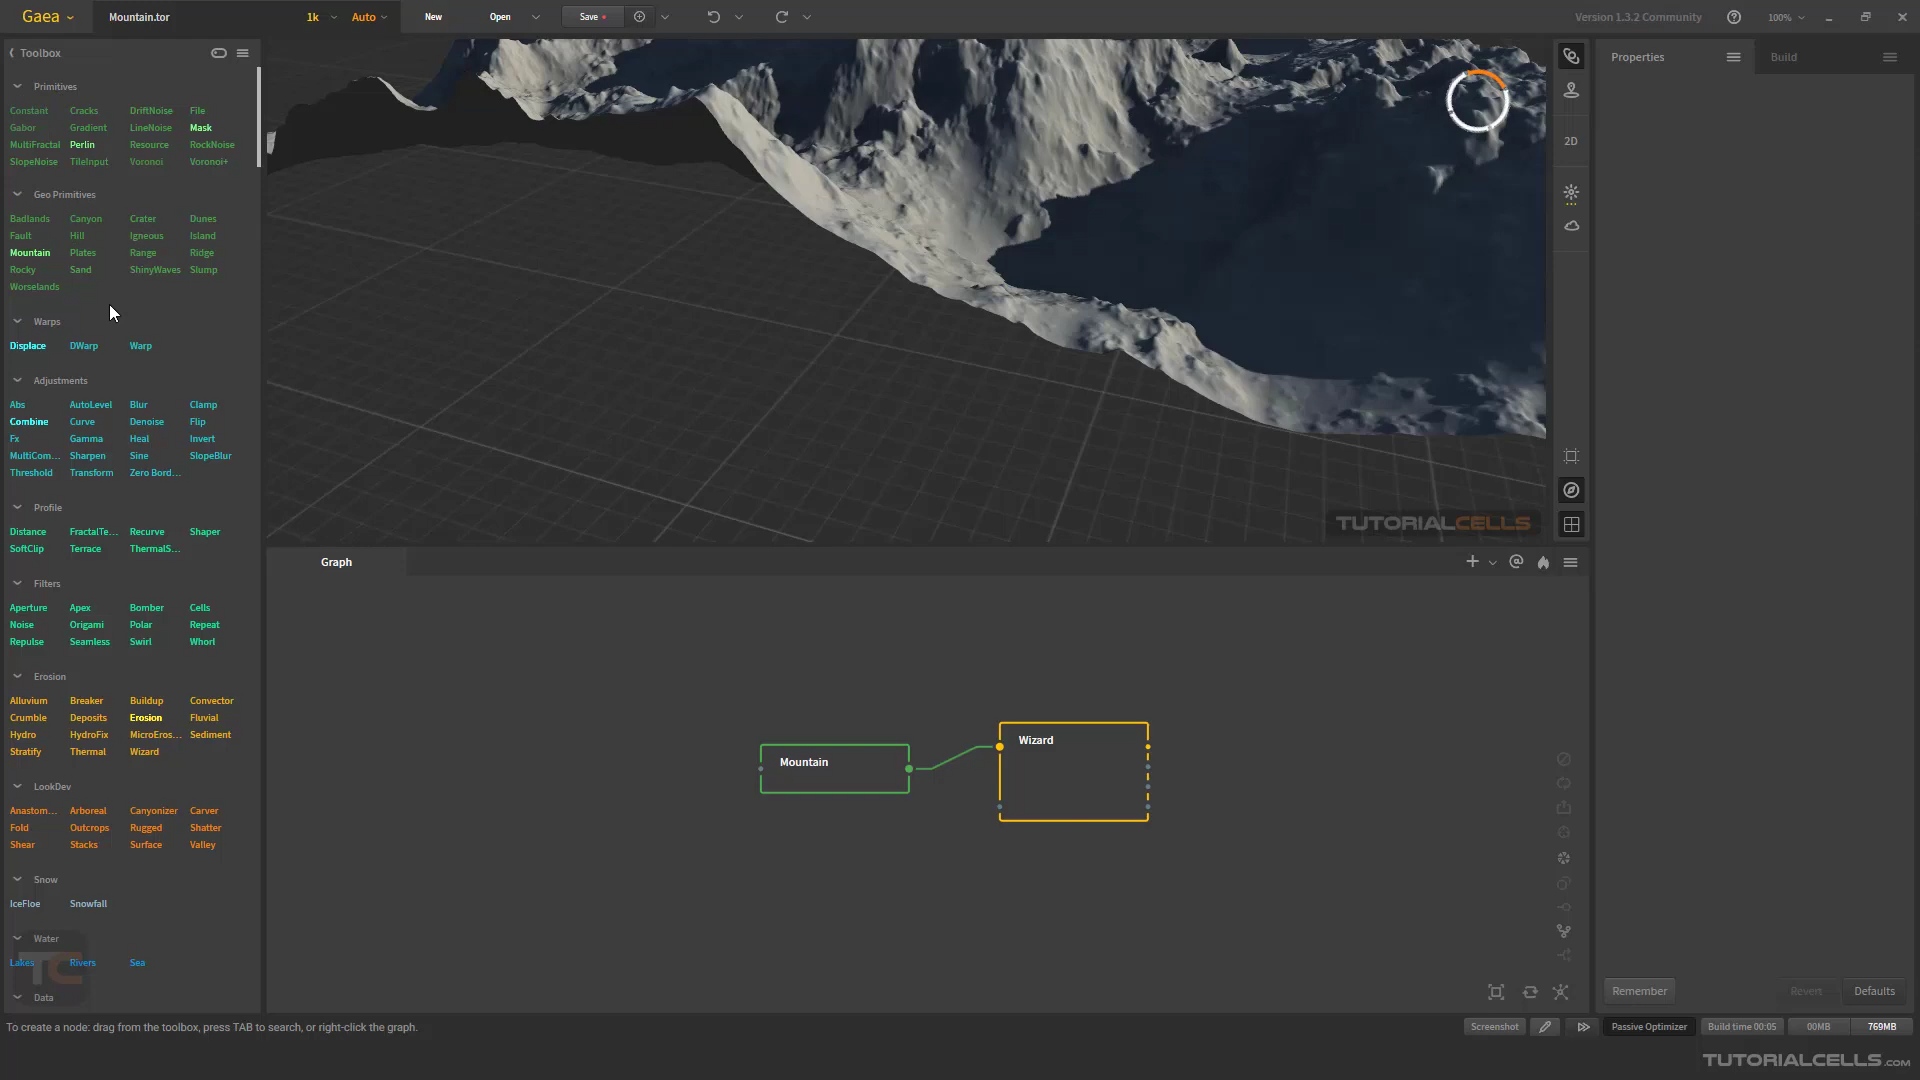 Gaea Mountain.tor 1k Auto New Open Save Version 1.3.2 Community 100%
Toolbox
Primitives
Constant Cracks DriftNoise File
Gabor Gradient LineNoise Mask
MultiFractal Perlin Resource RockNoise
SlopeNoise TileInput Voronoi Voronoi+
Geo Primitives
Badlands Canyon Crater Dunes
Fault Hill Igneous Island
Mountain Plates Range Ridge
Rocky Sand ShinyWaves Slump
Worselands
Warps
Displace DWarp Warp
Adjustments
Abs AutoLevel Blur Clamp
Combine Curve Denoise Flip
Fx Gamma Heal Invert
MultiCom... Sharpen Sine SlopeBlur
Threshold Transform Zero Bord...
Profile
Distance FractalTe... Recurve Shaper
SoftClip Terrace ThermalS...
Filters
Aperture Apex Bomber Cells
Noise Origami Polar Repeat
Repulse Seamless Swirl Whorl
Erosion
Alluvium Breaker Buildup Convector
Crumble Deposits Erosion Fluvial
Hydro HydroFix MicroEros... Sediment
Stratify Thermal Wizard
LookDev
Anastom... Arboreal Canyonizer Carver
Fold Outcrops Rugged Shatter
Shear Stacks Surface Valley
Snow
IceFloe Snowfall
Water
Lakes Rivers Sea
TC
Data
2D
TUTORIALCELLS
Graph
Mountain
Wizard
Properties Build
Remember Revert Defaults
To create a node: drag from the toolbox, press TAB to search, or right-click the graph.
Screenshot Passive Optimizer Build time 00:05 00MB 769MB
TUTORIALCELLS.COM